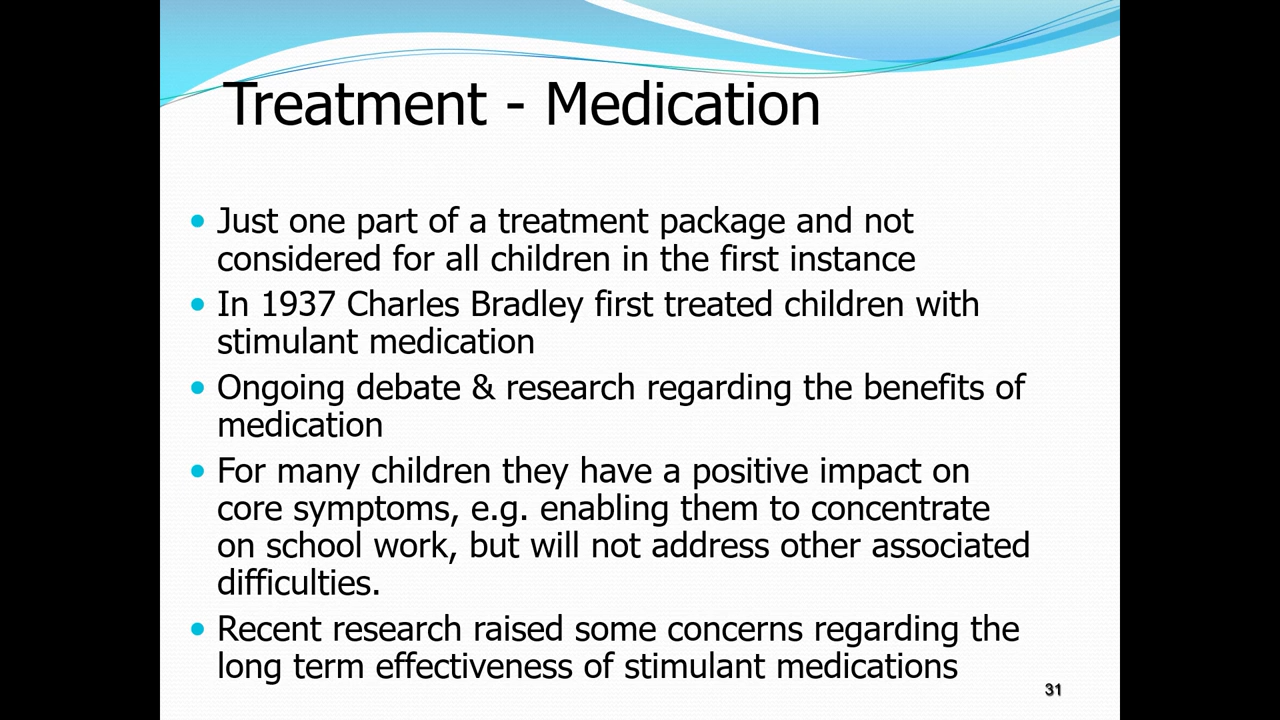 Treatment - Medication
• Just one part of a treatment package and not
considered for all children in the first instance
• In 1937 Charles Bradley first treated children with
stimulant medication
• Ongoing debate & research regarding the benefits of
medication
• For many children they have a positive impact on
core symptoms, e.g. enabling them to concentrate
on school work, but will not address other associated
difficulties.
• Recent research raised some concerns regarding the
long term effectiveness of stimulant medications
31